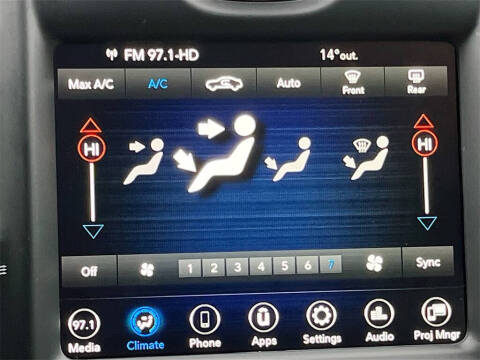 FM 97.1-HD 14° out.
Max A/C A/C Auto Front Rear
HI HI
Off 1 2 3 4 5 6 7 Sync
97.1
Media Climate Phone Apps Settings Audio Proj Mngr